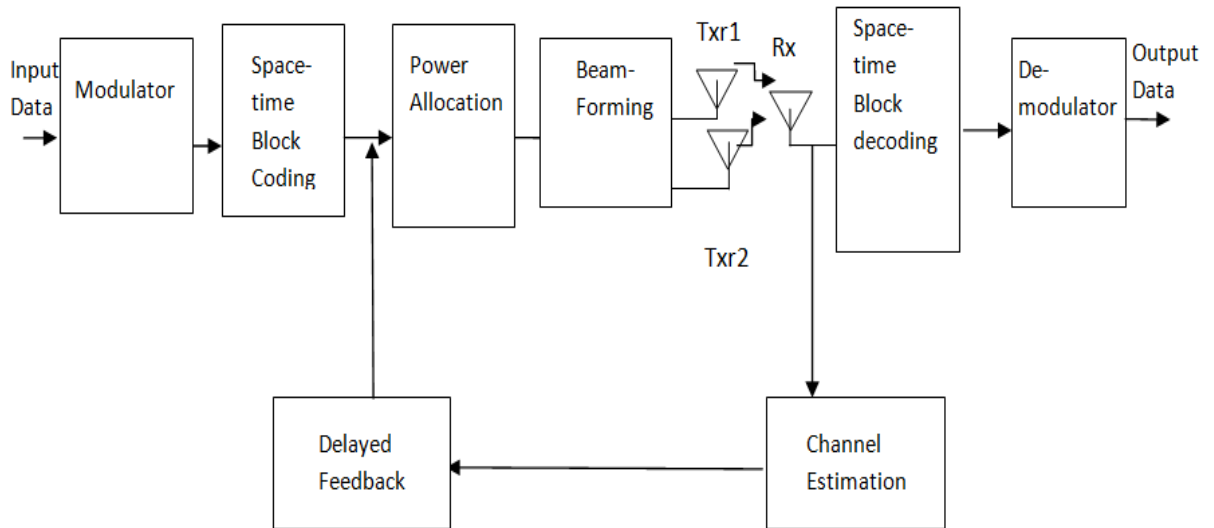 Input
Data
Modulator
Space-
time
Block
Coding
Power
Allocation
Beam-
Forming
Txr1
Rx
Txr2
Space-
time
Block
decoding
De-
modulator
Output
Data
Delayed
Feedback
Channel
Estimation